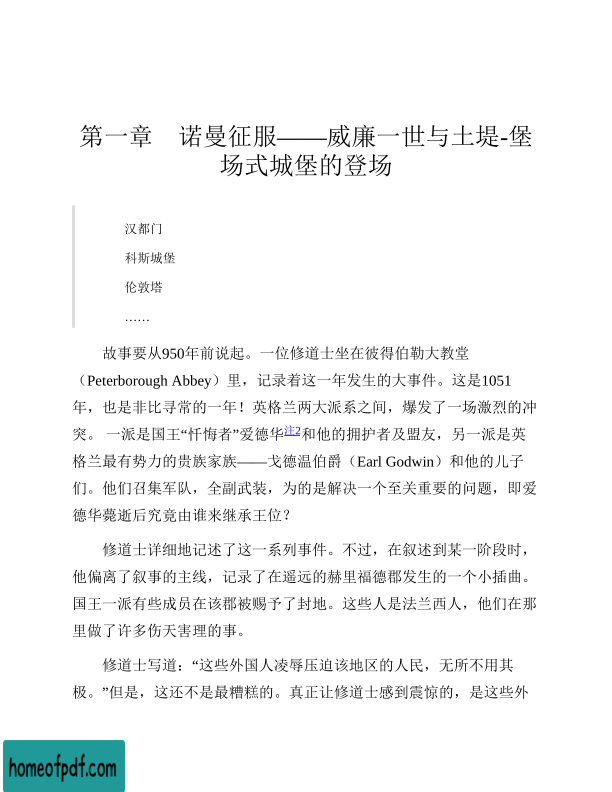 第一章　诺曼征服——威廉一世与土堤-堡
场式城堡的登场
汉都门
科斯城堡
伦敦塔
……
故事要从950年前说起。一位修道士坐在彼得伯勒大教堂
（Peterborough Abbey）里，记录着这一年发生的大事件。这是1051
年，也是非比寻常的一年！英格兰两大派系之间，爆发了一场激烈的冲
突。 一派是国王“忏悔者”爱德华注2和他的拥护者及盟友，另一派是英
格兰最有势力的贵族家族——戈德温伯爵（Earl Godwin）和他的儿子
们。他们召集军队，全副武装，为的是解决一个至关重要的问题，即爱
德华薨逝后究竟由谁来继承王位？
修道士详细地记述了这一系列事件。不过，在叙述到某一阶段时，
他偏离了叙事的主线，记录了在遥远的赫里福德郡发生的一个小插曲。
国王一派有些成员在该郡被赐予了封地。这些人是法兰西人，他们在那
里做了许多伤天害理的事。
修道士写道：“这些外国人凌辱压迫该地区的人民，无所不用其
极。”但是，这还不是最糟糕的。真正让修道士感到震惊的，是这些外
homeofpdf.com